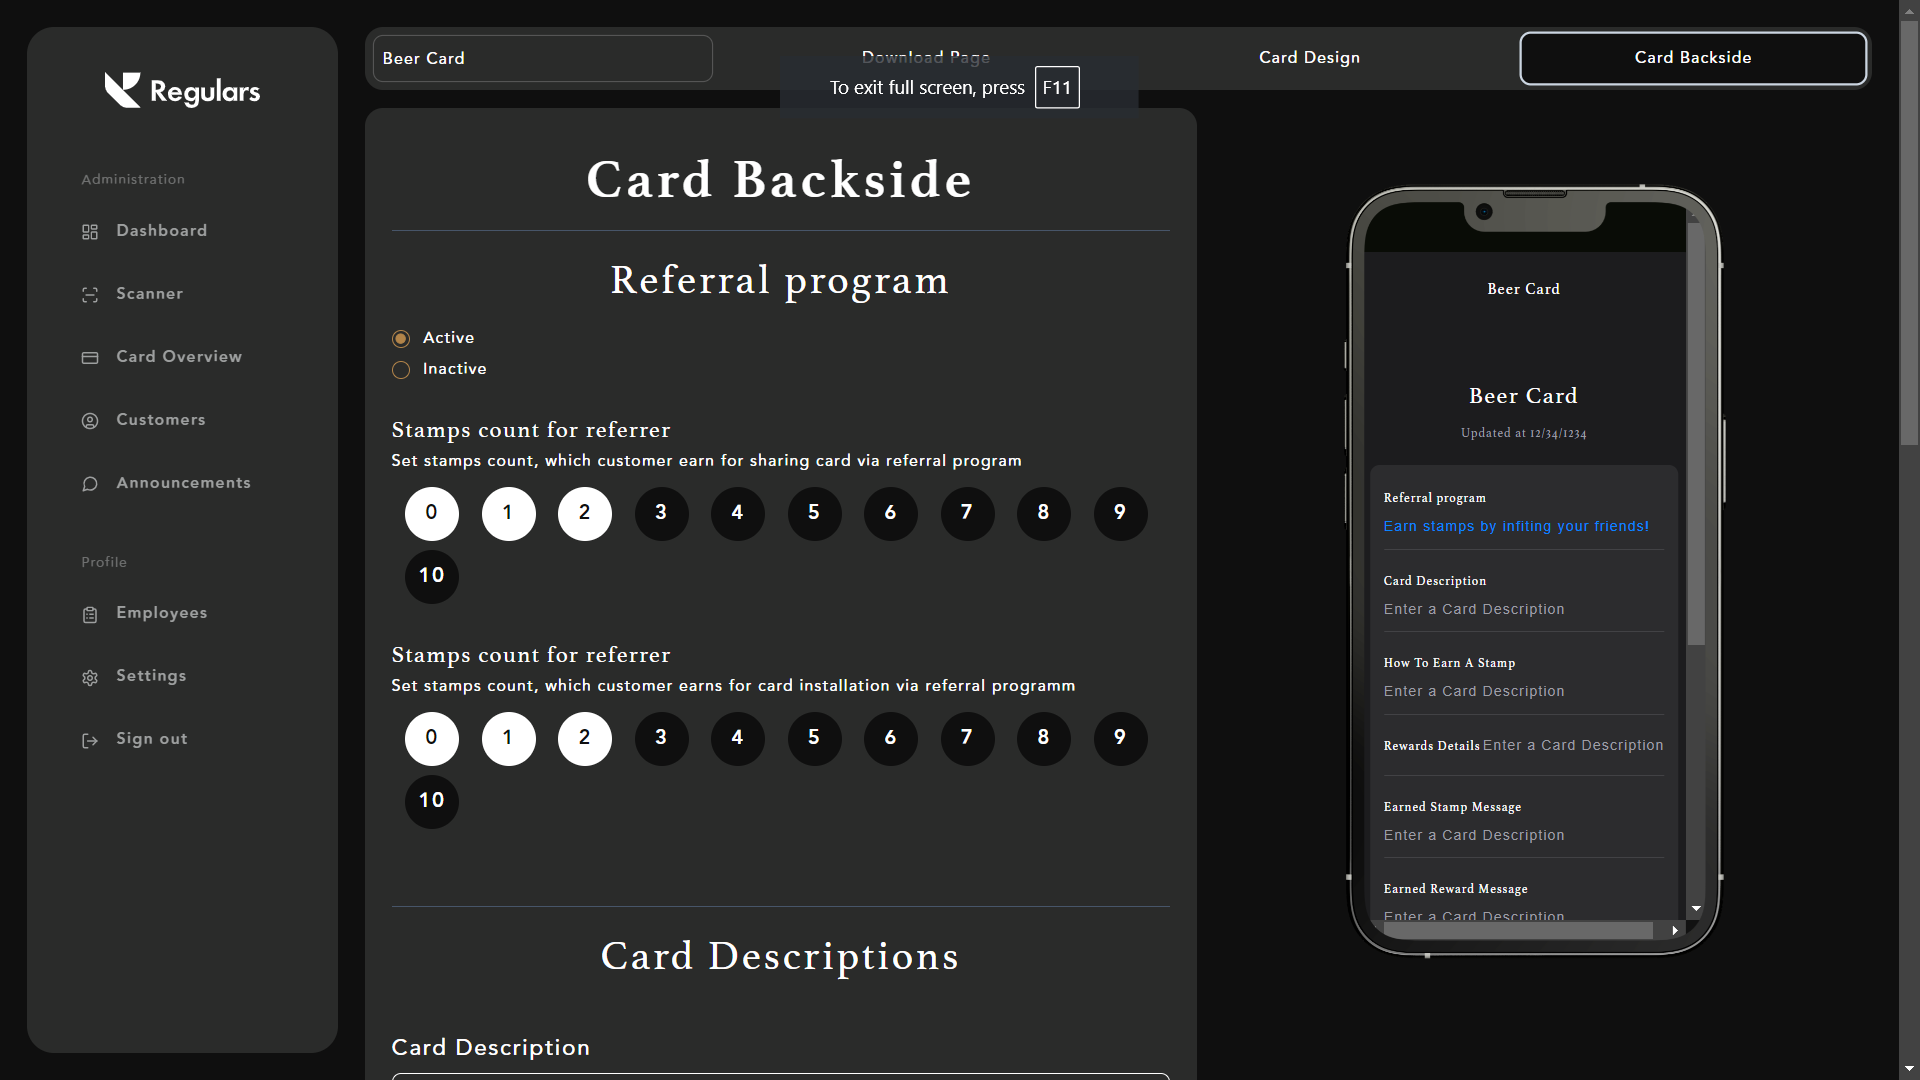 Regulars
Administration
Dashboard
Scanner
Card Overview
Customers
Announcements
Profile
Employees
Settings
Sign out
Beer Card
Download Page
Card Design
Card Backside
To exit full screen, press F11
Card Backside
Referral program
Active
Inactive
Stamps count for referrer
Set stamps count, which customer earn for sharing card via referral program
0 1 2 3 4 5 6 7 8 9
10
Stamps count for referrer
Set stamps count, which customer earns for card installation via referral programm
0 1 2 3 4 5 6 7 8 9
10
Card Descriptions
Card Description
Beer Card
Beer Card
Updated at 12/34/1234
Referral program
Earn stamps by infiting your friends!
Card Description
Enter a Card Description
How To Earn A Stamp
Enter a Card Description
Rewards Details Enter a Card Description
Earned Stamp Message
Enter a Card Description
Earned Reward Message
Enter a Card Description